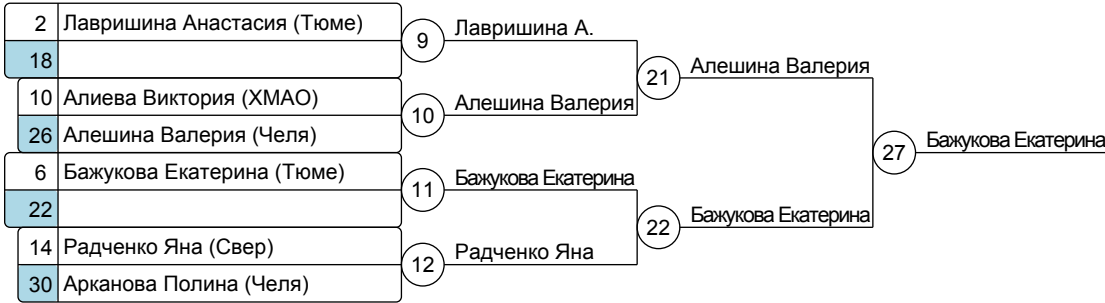 2 Лавришина Анастасия (Тюме)
18
9
Лавришина А.
10 Алиева Виктория (ХМАО)
26 Алешина Валерия (Челя)
10
Алешина Валерия
21
Алешина Валерия
6 Бажукова Екатерина (Тюме)
22
11
Бажукова Екатерина
14 Радченко Яна (Свер)
30 Арканова Полина (Челя)
12
Радченко Яна
22
Бажукова Екатерина
27
Бажукова Екатерина